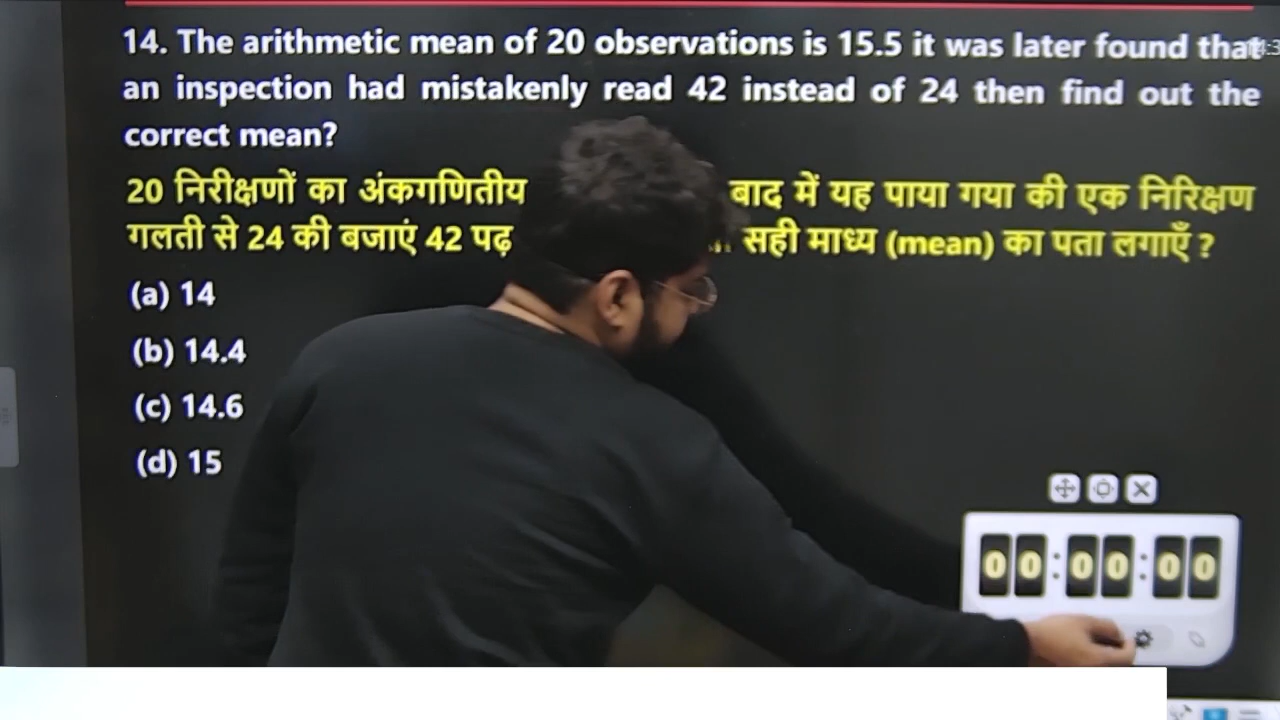 14. The arithmetic mean of 20 observations is 15.5 it was later found that
an inspection had mistakenly read 42 instead of 24 then find out the
correct mean?
20 निरीक्षणों का अंकगणितीय बाद में यह पाया गया की एक निरिक्षण
गलती से 24 की बजाएं 42 पढ़ सही माध्य (mean) का पता लगाएँ ?
(a) 14
(b) 14.4
(c) 14.6
(d) 15
00:00:00